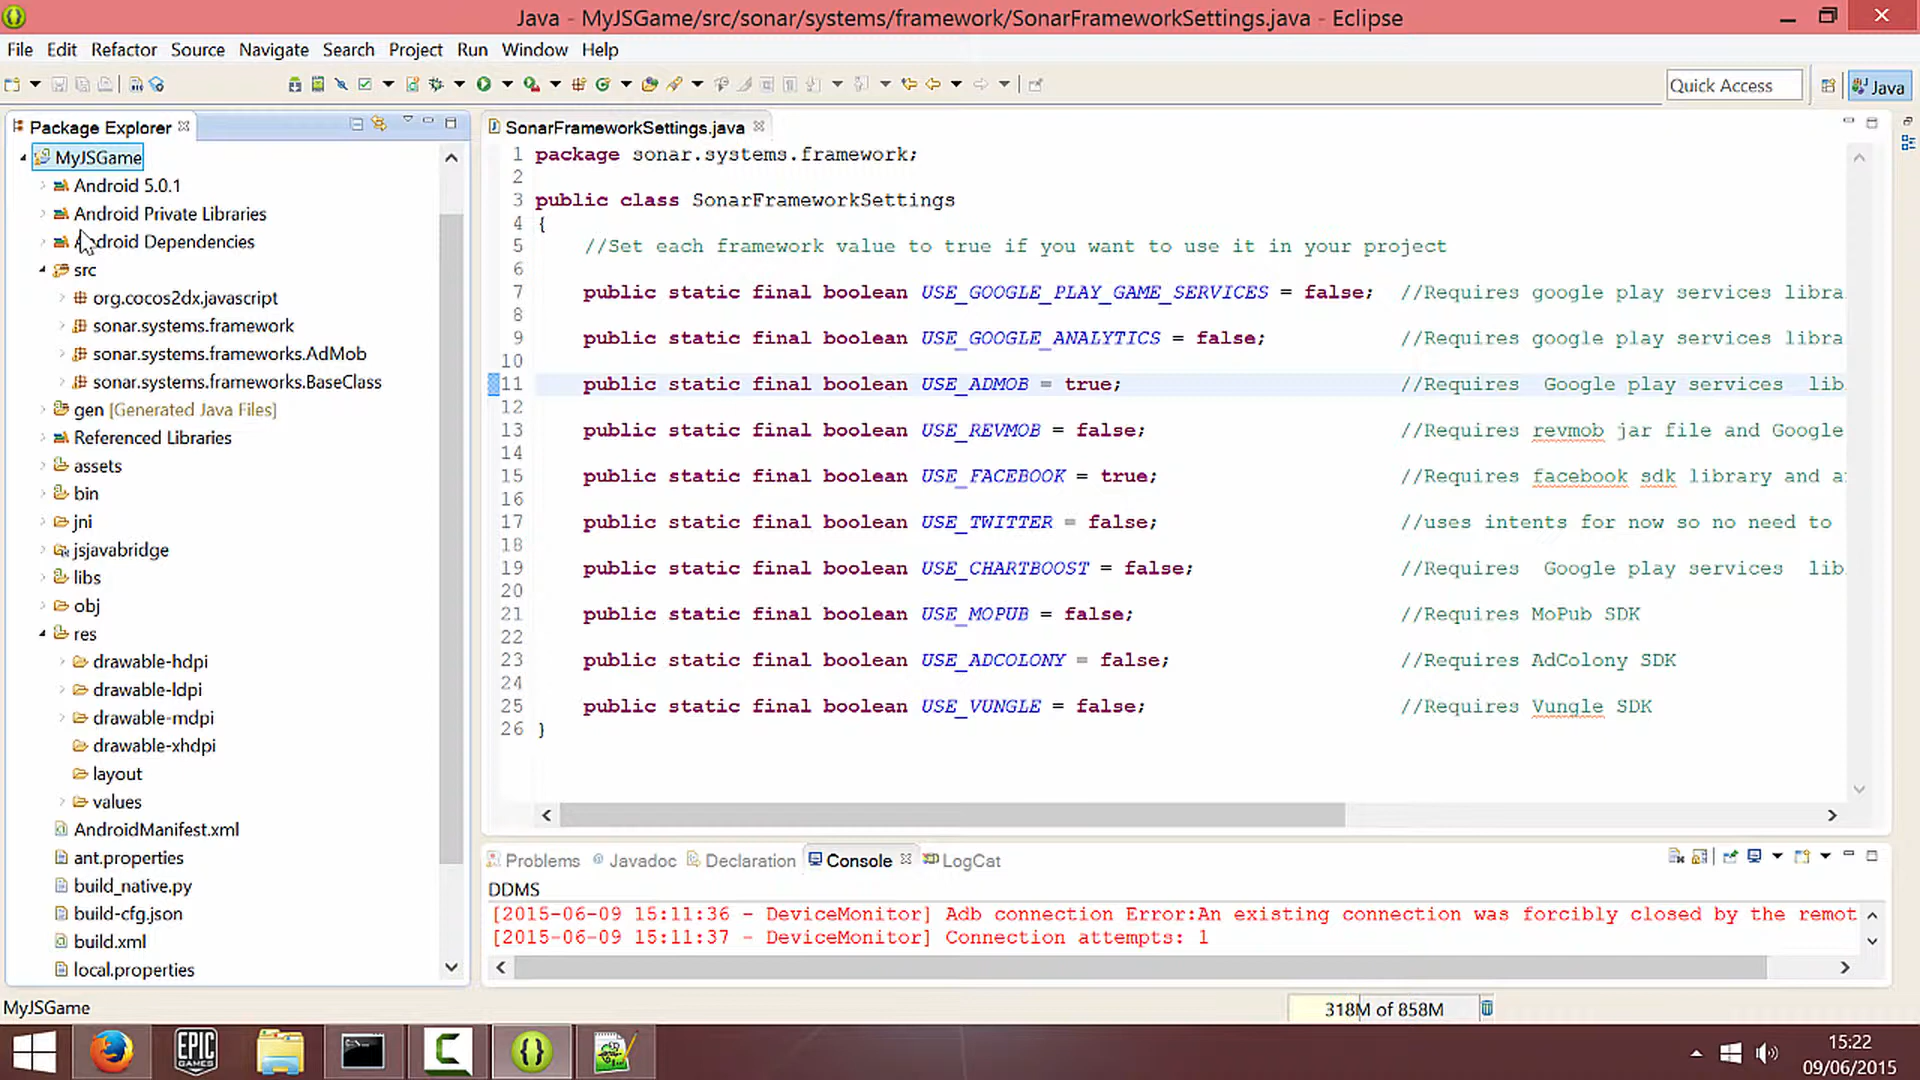 Java - MyJSGame/src/sonar/systems/framework/SonarFrameworkSettings.java - Eclipse
File Edit Refactor Source Navigate Search Project Run Window Help
Quick Access
Java
Package Explorer
MyJSGame
Android 5.0.1
Android Private Libraries
Android Dependencies
src
org.cocos2dx.javascript
sonar.systems.framework
sonar.systems.frameworks.AdMob
sonar.systems.frameworks.BaseClass
gen [Generated Java Files]
Referenced Libraries
assets
bin
jni
jsjavabridge
libs
obj
res
drawable-hdpi
drawable-ldpi
drawable-mdpi
drawable-xhdpi
layout
values
AndroidManifest.xml
ant.properties
build_native.py
build-cfg.json
build.xml
local.properties
SonarFrameworkSettings.java
1 package sonar.systems.framework;
2
3 public class SonarFrameworkSettings
4 {
5 //Set each framework value to true if you want to use it in your project
6
7 public static final boolean USE_GOOGLE_PLAY_GAME_SERVICES = false; //Requires google play services libra
8
9 public static final boolean USE_GOOGLE_ANALYTICS = false; //Requires google play services libra
10
11 public static final boolean USE_ADMOB = true; //Requires Google play services lib
12
13 public static final boolean USE_REVMOB = false; //Requires revmob jar file and Google
14
15 public static final boolean USE_FACEBOOK = true; //Requires facebook sdk library and a
16
17 public static final boolean USE_TWITTER = false; //uses intents for now so no need to
18
19 public static final boolean USE_CHARTBOOST = false; //Requires Google play services lib
20
21 public static final boolean USE_MOPUB = false; //Requires MoPub SDK
22
23 public static final boolean USE_ADCOLONY = false; //Requires AdColony SDK
24
25 public static final boolean USE_VUNGLE = false; //Requires Vungle SDK
26 }
Problems Javadoc Declaration Console LogCat
DDMS
[2015-06-09 15:11:36 - DeviceMonitor] Adb connection Error:An existing connection was forcibly closed by the remot
[2015-06-09 15:11:37 - DeviceMonitor] Connection attempts: 1
MyJSGame
318M of 858M
EPIC GAMES
15:22
09/06/2015